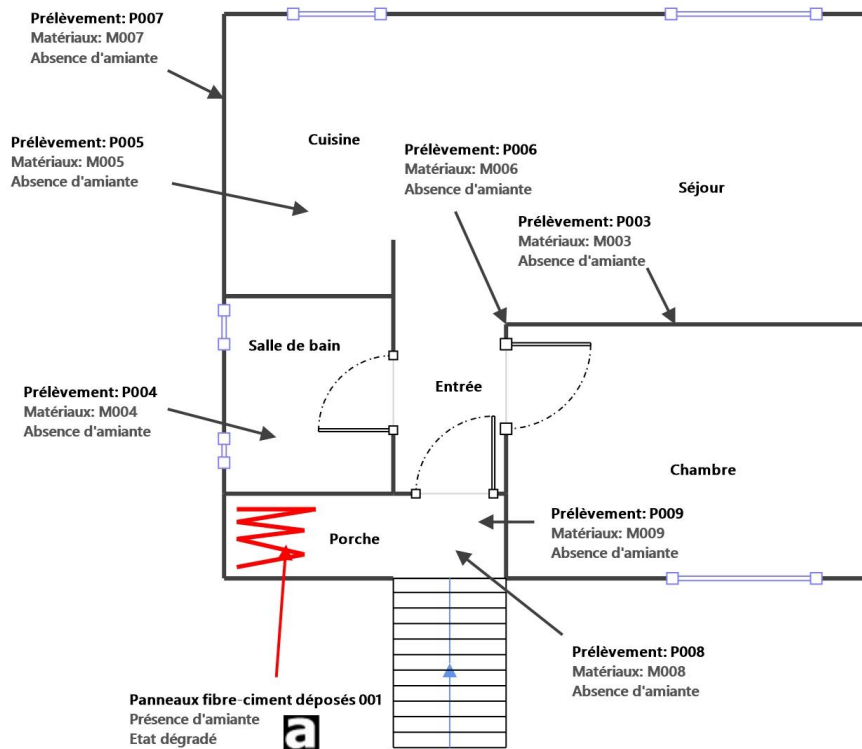 Prélèvement: P007
Matériaux: M007
Absence d'amiante
Prélèvement: P005
Matériaux: M005
Absence d'amiante
Cuisine
Prélèvement: P006
Matériaux: M006
Absence d'amiante
Séjour
Prélèvement: P003
Matériaux: M003
Absence d'amiante
Salle de bain
Entrée
Prélèvement: P004
Matériaux: M004
Absence d'amiante
Chambre
Porche
Prélèvement: P009
Matériaux: M009
Absence d'amiante
Prélèvement: P008
Matériaux: M008
Absence d'amiante
Panneaux fibre-ciment déposés 001
Présence d'amiante
Etat dégradé
a